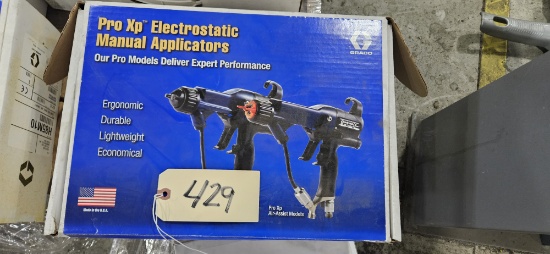 Pro Xp™ Electrostatic
Manual Applicators
Our Pro Models Deliver Expert Performance
GRACO
Ergonomic
Durable
Lightweight
Economical
Made in the U.S.A.
429
Pro Xp
Air-Assist Models
H65M10